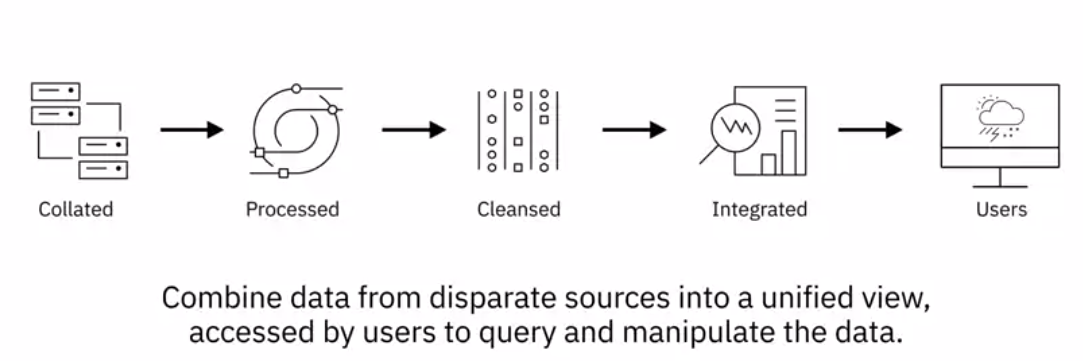 Collated
Processed
Cleansed
Integrated
Users
Combine data from disparate sources into a unified view,
accessed by users to query and manipulate the data.